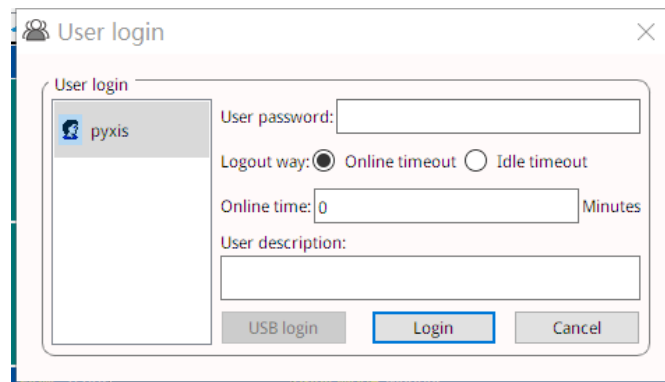 User login
User login
pyxis
User password:
Logout way: Online timeout Idle timeout
Online time: 0 Minutes
User description:
USB login Login Cancel